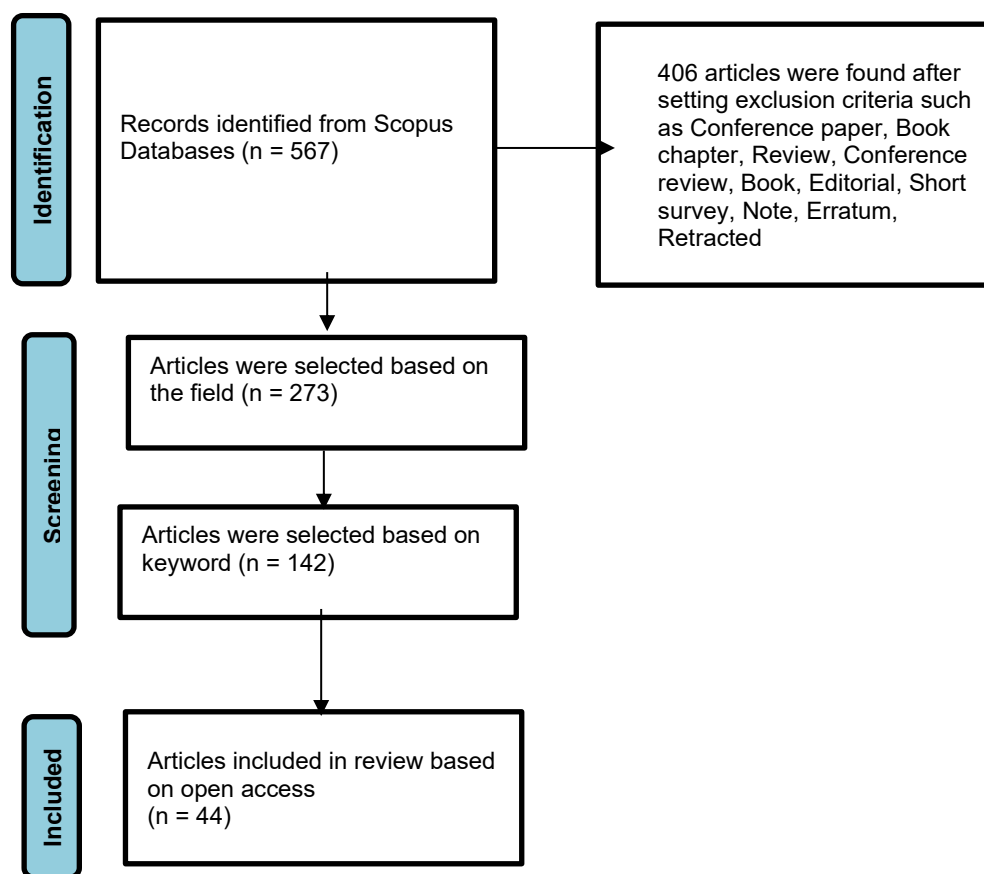 Identification
Records identified from Scopus
Databases (n = 567)
406 articles were found after
setting exclusion criteria such
as Conference paper, Book
chapter, Review, Conference
review, Book, Editorial, Short
survey, Note, Erratum,
Retracted
Screening
Articles were selected based on
the field (n = 273)
Articles were selected based on
keyword (n = 142)
Included
Articles included in review based
on open access
(n = 44)